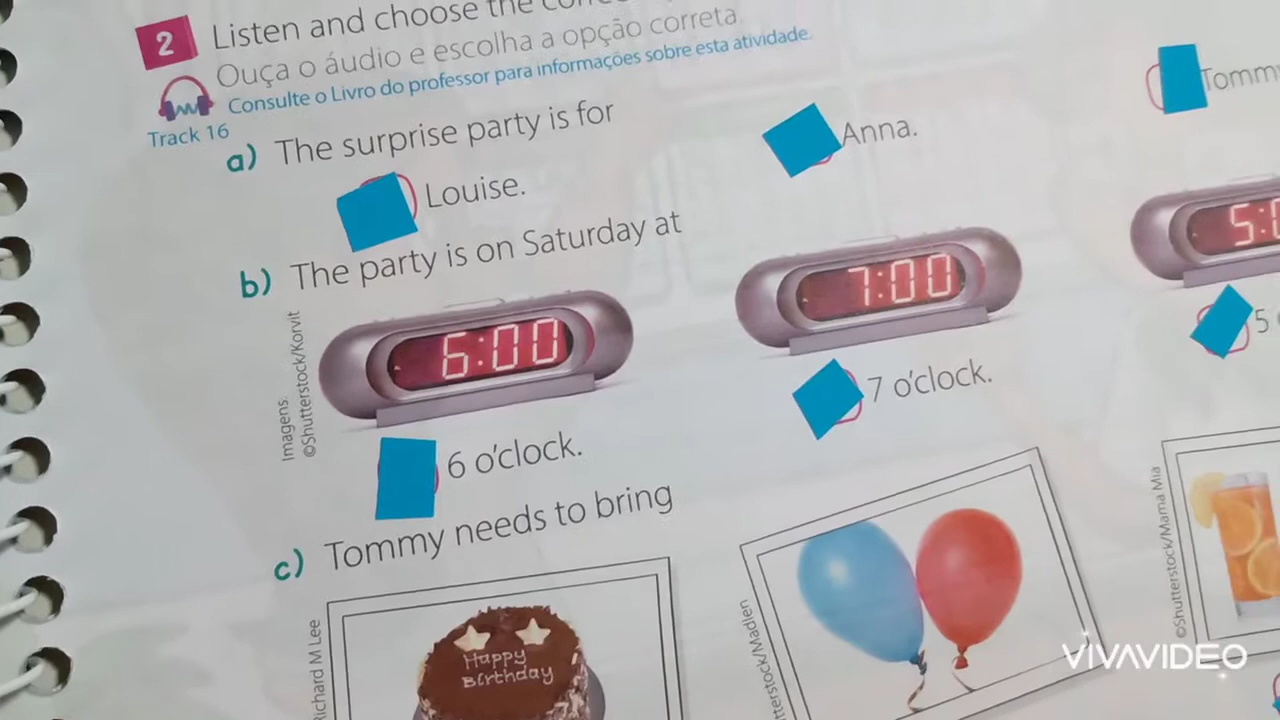 2 Listen and choose the
Ouça o áudio e escolha a opção correta.
Consulte o Livro do professor para informações sobre esta atividade.
Track 16
a) The surprise party is for
Louise.
Anna.
Tommy
b) The party is on Saturday at
6:00
7:00
5:0
6 o'clock.
7 o'clock.
5
Imagens:
©Shutterstock/Korvit
c) Tommy needs to bring
Richard M Lee
Happy
Birthday
terstock/Madlen
©Shutterstock/Mama Mia
VIVAVIDEO